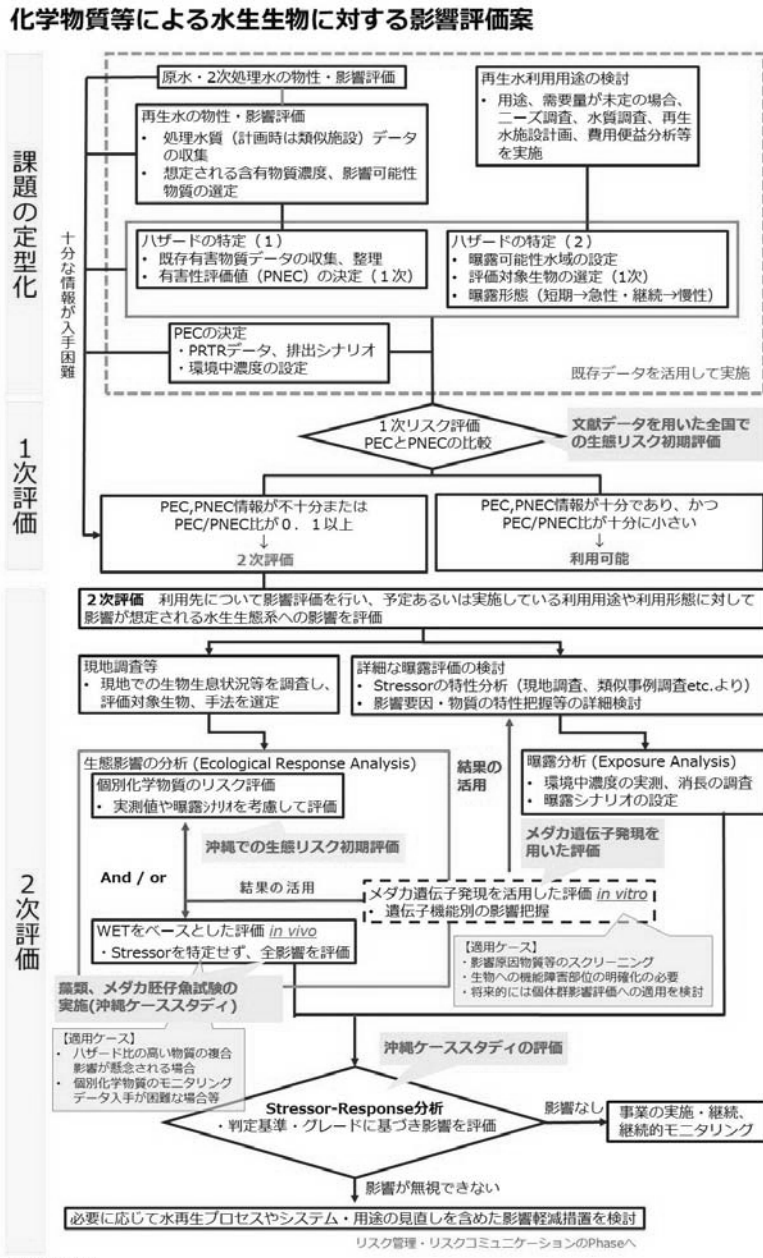 化学物質等による水生生物に対する影響評価案
課題の定型化
十分な情報が入手困難
原水・2次処理水の物性・影響評価
再生水の物性・影響評価
• 処理水質（計画時は類似施設）データ
の収集
• 想定される含有物質濃度、影響可能性
物質の選定
再生水利用用途の検討
• 用途、需要量が未定の場合、
ニーズ調査、水質調査、再生
水施設計画、費用便益分析等
を実施
ハザードの特定（1）
• 既存有害物質データの収集、整理
• 有害性評価値（PNEC）の決定（1次）
ハザードの特定（2）
• 曝露可能性水域の設定
• 評価対象生物の選定（1次）
• 曝露形態（短期→急性・継続→慢性）
PECの決定
・PRTRデータ、排出シナリオ
・環境中濃度の設定
既存データを活用して実施
1次評価
1次リスク評価
PECとPNECの比較
文献データを用いた全国で
の生態リスク初期評価
PEC,PNEC情報が不十分または
PEC/PNEC比が０．１以上
↓
2次評価
PEC,PNEC情報が十分であり、かつ
PEC/PNEC比が十分に小さい
↓
利用可能
2次評価
2次評価 利用先について影響評価を行い、予定あるいは実施している利用用途や利用形態に対して
影響が想定される水生生態系への影響を評価
現地調査等
• 現地での生物生息状況等を調査し、
評価対象生物、手法を選定
詳細な曝露評価の検討
• Stressorの特性分析（現地調査、類似事例調査etc.より）
• 影響要因・物質の特性把握等の詳細検討
生態影響の分析 (Ecological Response Analysis)
個別化学物質のリスク評価
• 実測値や曝露ｼﾅﾘｵを考慮して評価
結果の
活用
曝露分析 (Exposure Analysis)
• 環境中濃度の実測、消長の調査
• 曝露シナリオの設定
沖縄での生態リスク初期評価
メダカ遺伝子発現を
用いた評価
And / or
結果の活用
メダカ遺伝子発現を活用した評価 in vitro
・遺伝子機能別の影響把握
WETをベースとした評価 in vivo
・Stressorを特定せず、全影響を評価
【適用ケース】
・影響原因物質等のスクリーニング
・生物への機能障害部位の明確化の必要
・将来的には個体群影響評価への適用を検討
藻類、メダカ胚仔魚試験の
実施(沖縄ケーススタディ)
【適用ケース】
• ハザード比の高い物質の複合
影響が懸念される場合
• 個別化学物質のモニタリング
データ入手が困難な場合等
沖縄ケーススタディの評価
Stressor-Response分析
・判定基準・グレードに基づき影響を評価
影響なし
事業の実施・継続、
継続的モニタリング
影響が無視できない
必要に応じて水再生プロセスやシステム・用途の見直しを含めた影響軽減措置を検討
リスク管理・リスクコミュニケーションのPhaseへ